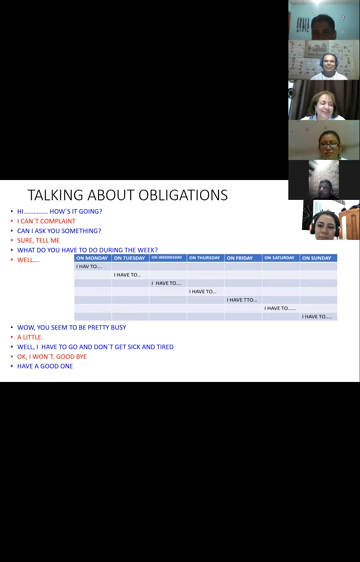 TALKING ABOUT OBLIGATIONS
• HI.............. HOW´S IT GOING?
• I CAN´T COMPLAINT
• CAN I ASK YOU SOMETHING?
• SURE, TELL ME
• WHAT DO YOU HAVE TO DO DURING THE WEEK?
• WELL....
ON MONDAY ON TUESDAY ON WEDNESDAY ON THURSDAY ON FRIDAY ON SATURDAY ON SUNDAY
I HAV TO....
I HAVE TO...
I HAVE TO....
I HAVE TO...
I HAVE TTO...
I HAVE TO......
I HAVE TO.....
• WOW, YOU SEEM TO BE PRETTY BUSY
• A LITTLE.
• WELL, I HAVE TO GO AND DON´T GET SICK AND TIRED
• OK, I WON´T. GOOD BYE
• HAVE A GOOD ONE